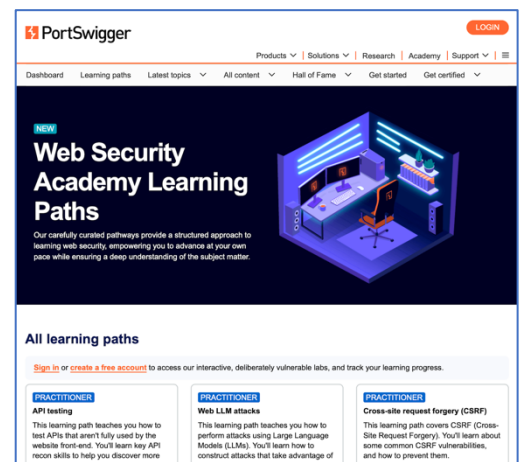 PortSwigger
LOGIN
Products Solutions Research Academy Support
Dashboard Learning paths Latest topics All content Hall of Fame Get started Get certified
NEW
Web Security
Academy Learning
Paths
Our carefully curated pathways provide a structured approach to
learning web security, empowering you to advance at your own
pace while ensuring a deep understanding of the subject matter.
All learning paths
Sign in or create a free account to access our interactive, deliberately vulnerable labs, and track your learning progress.
PRACTITIONER
API testing
This learning path teaches you how to
test APIs that aren't fully used by the
website front-end. You'll learn key API
recon skills to help you discover more
PRACTITIONER
Web LLM attacks
This learning path teaches you how to
perform attacks using Large Language
Models (LLMs). You'll learn how to
construct attacks that take advantage of
PRACTITIONER
Cross-site request forgery (CSRF)
This learning path covers CSRF (Cross-
Site Request Forgery). You'll learn about
some common CSRF vulnerabilities,
and how to prevent them.